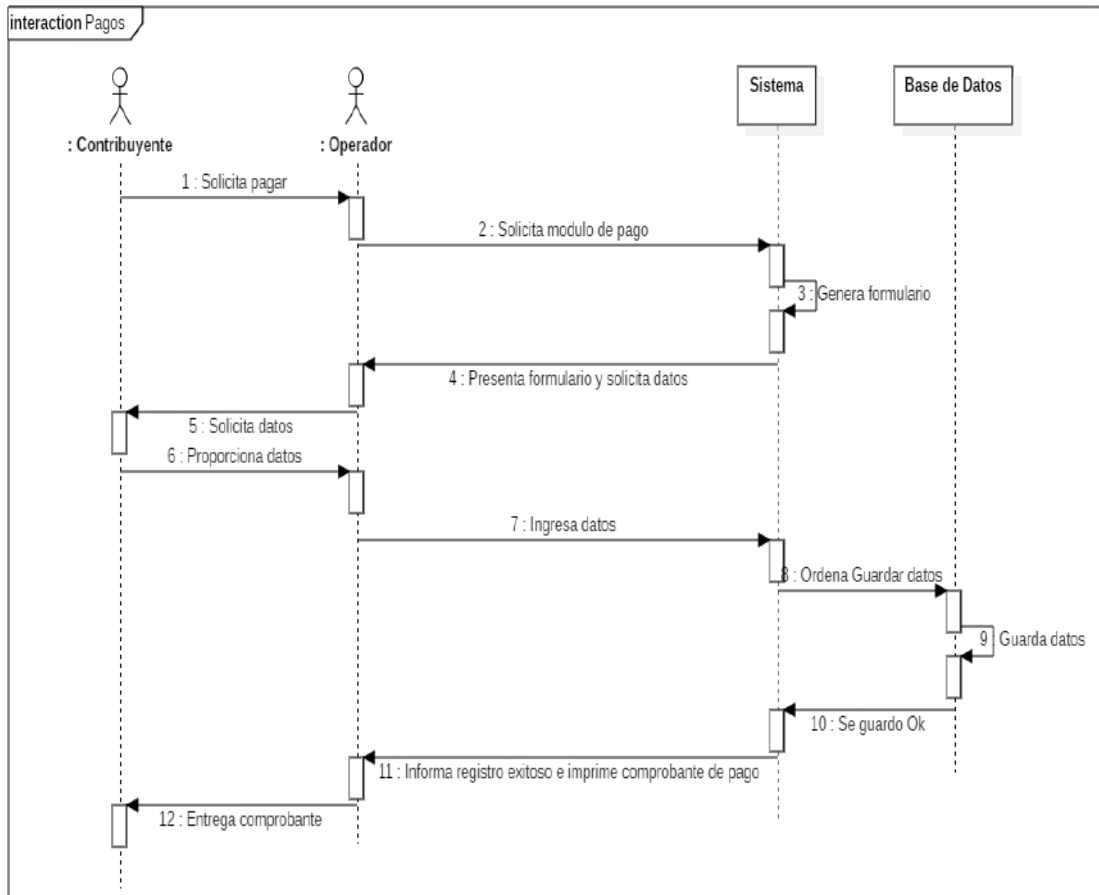 interaction Pagos
: Contribuyente
: Operador
Sistema
Base de Datos
1 : Solicita pagar
2 : Solicita modulo de pago
3 : Genera formulario
4 : Presenta formulario y solicita datos
5 : Solicita datos
6 : Proporciona datos
7 : Ingresa datos
8 : Ordena Guardar datos
9 : Guarda datos
10 : Se guardo Ok
11 : Informa registro exitoso e imprime comprobante de pago
12 : Entrega comprobante